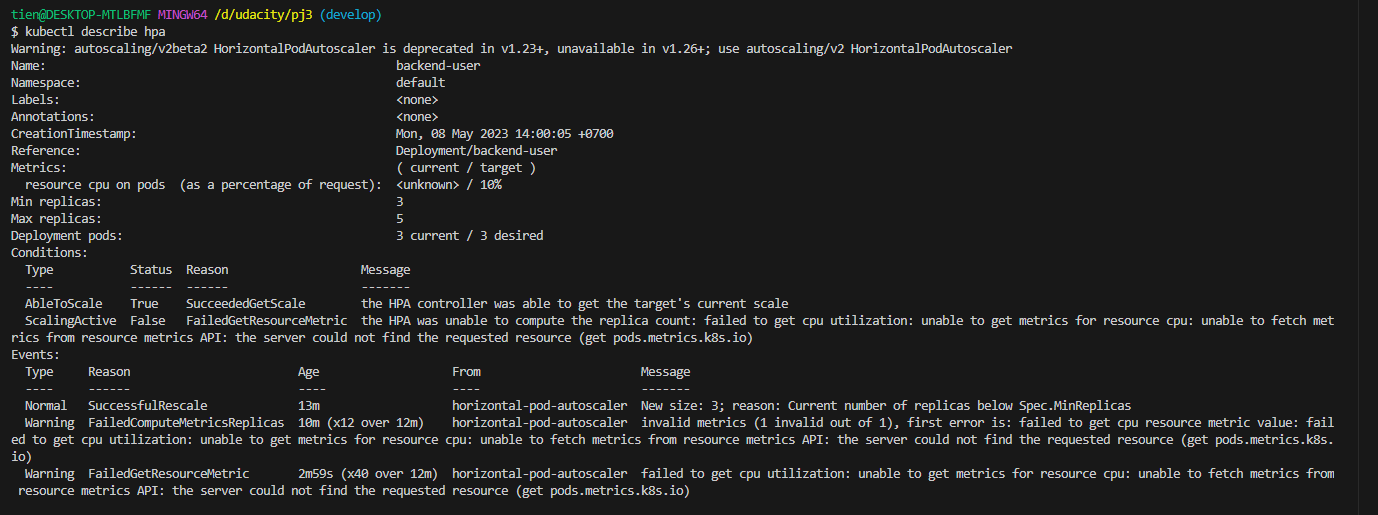 tien@DESKTOP-MTLBFMF MINGW64 /d/udacity/pj3 (develop)
$ kubectl describe hpa
Warning: autoscaling/v2beta2 HorizontalPodAutoscaler is deprecated in v1.23+, unavailable in v1.26+; use autoscaling/v2 HorizontalPodAutoscaler
Name: backend-user
Namespace: default
Labels: <none>
Annotations: <none>
CreationTimestamp: Mon, 08 May 2023 14:00:05 +0700
Reference: Deployment/backend-user
Metrics: ( current / target )
resource cpu on pods (as a percentage of request): <unknown> / 10%
Min replicas: 3
Max replicas: 5
Deployment pods: 3 current / 3 desired
Conditions:
Type Status Reason Message
---- ------ ------ -------
AbleToScale True SucceededGetScale the HPA controller was able to get the target's current scale
ScalingActive False FailedGetResourceMetric the HPA was unable to compute the replica count: failed to get cpu utilization: unable to get metrics for resource cpu: unable to fetch met
rics from resource metrics API: the server could not find the requested resource (get pods.metrics.k8s.io)
Events:
Type Reason Age From Message
---- ------ ---- ---- -------
Normal SuccessfulRescale 13m horizontal-pod-autoscaler New size: 3; reason: Current number of replicas below Spec.MinReplicas
Warning FailedComputeMetricsReplicas 10m (x12 over 12m) horizontal-pod-autoscaler invalid metrics (1 invalid out of 1), first error is: failed to get cpu resource metric value: fail
ed to get cpu utilization: unable to get metrics for resource cpu: unable to fetch metrics from resource metrics API: the server could not find the requested resource (get pods.metrics.k8s.
io)
Warning FailedGetResourceMetric 2m59s (x40 over 12m) horizontal-pod-autoscaler failed to get cpu utilization: unable to get metrics for resource cpu: unable to fetch metrics from
resource metrics API: the server could not find the requested resource (get pods.metrics.k8s.io)